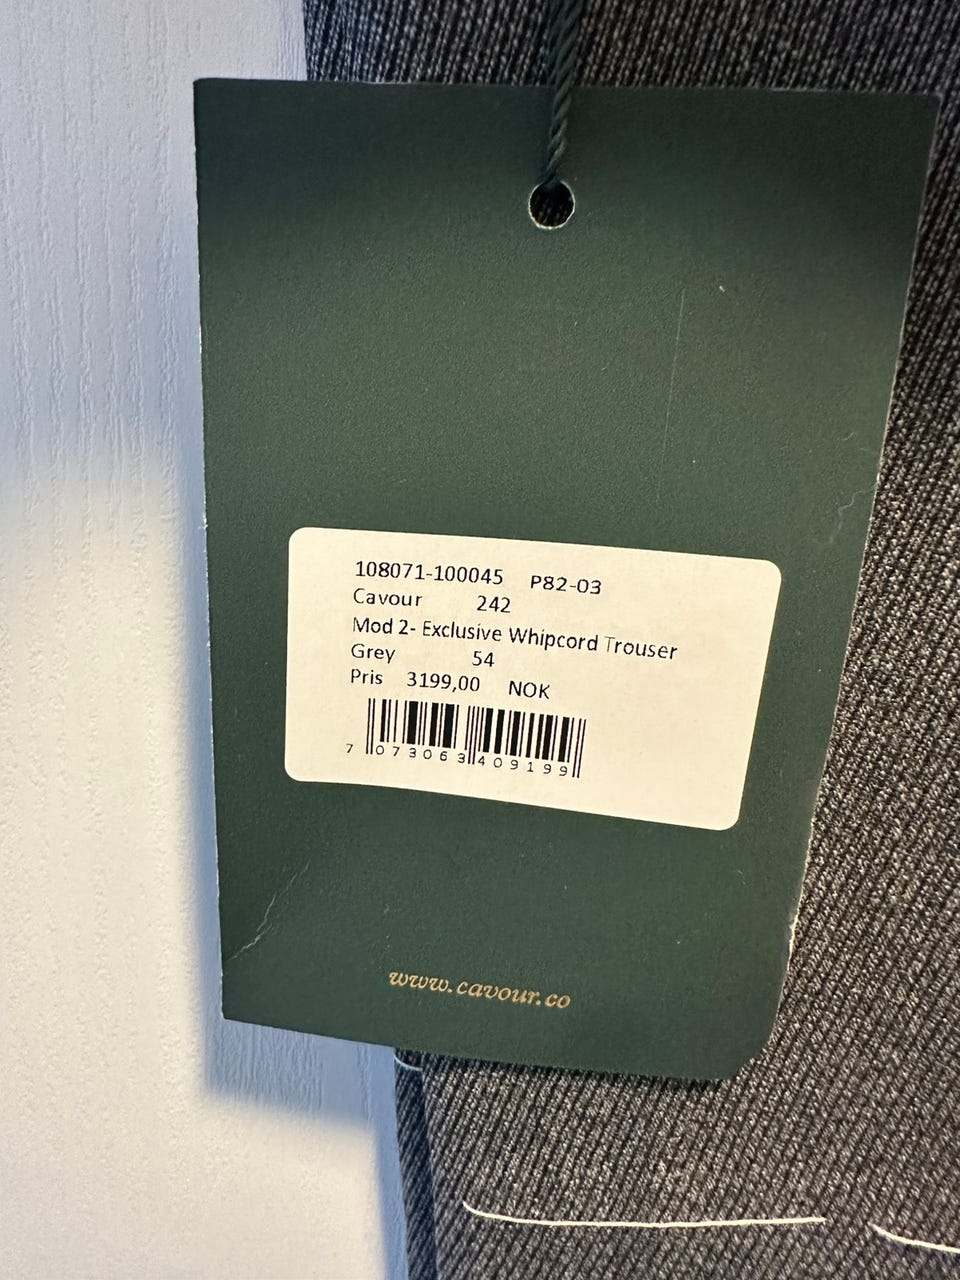 108071-100045 P82-03
Cavour 242
Mod 2- Exclusive Whipcord Trouser
Grey 54
Pris 3199,00 NOK
7 073063 409199
www.cavour.co